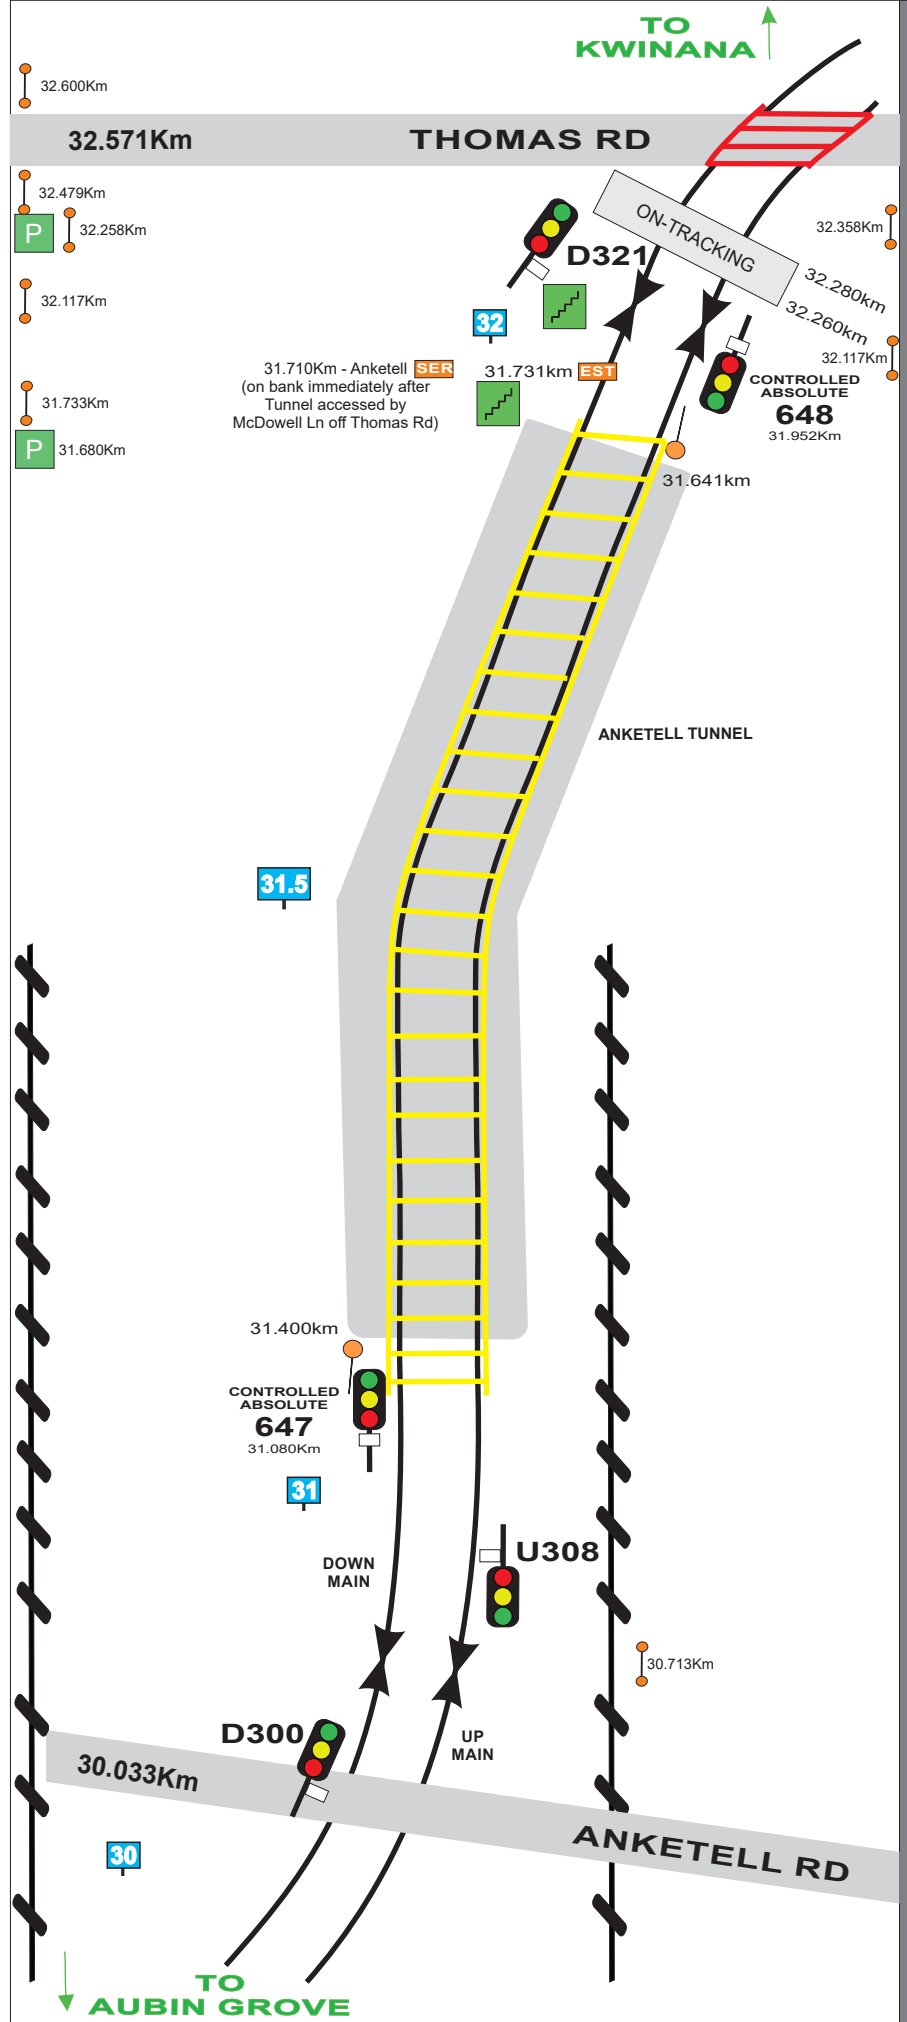 TO
KWINANA
32.600Km
32.571Km
THOMAS RD
32.479Km
P
32.258Km
ON-TRACKING
32.358Km
D321
32.280km
32.260km
32.117Km
32
32.117Km
31.710Km - Anketell SER
(on bank immediately after
Tunnel accessed by
McDowell Ln off Thomas Rd)
31.731km EST
CONTROLLED
ABSOLUTE
648
31.952Km
31.733Km
P
31.680Km
31.641km
ANKETELL TUNNEL
31.5
31.400km
CONTROLLED
ABSOLUTE
647
31.080Km
31
U308
DOWN
MAIN
30.713Km
D300
UP
MAIN
30.033Km
ANKETELL RD
30
TO
AUBIN GROVE